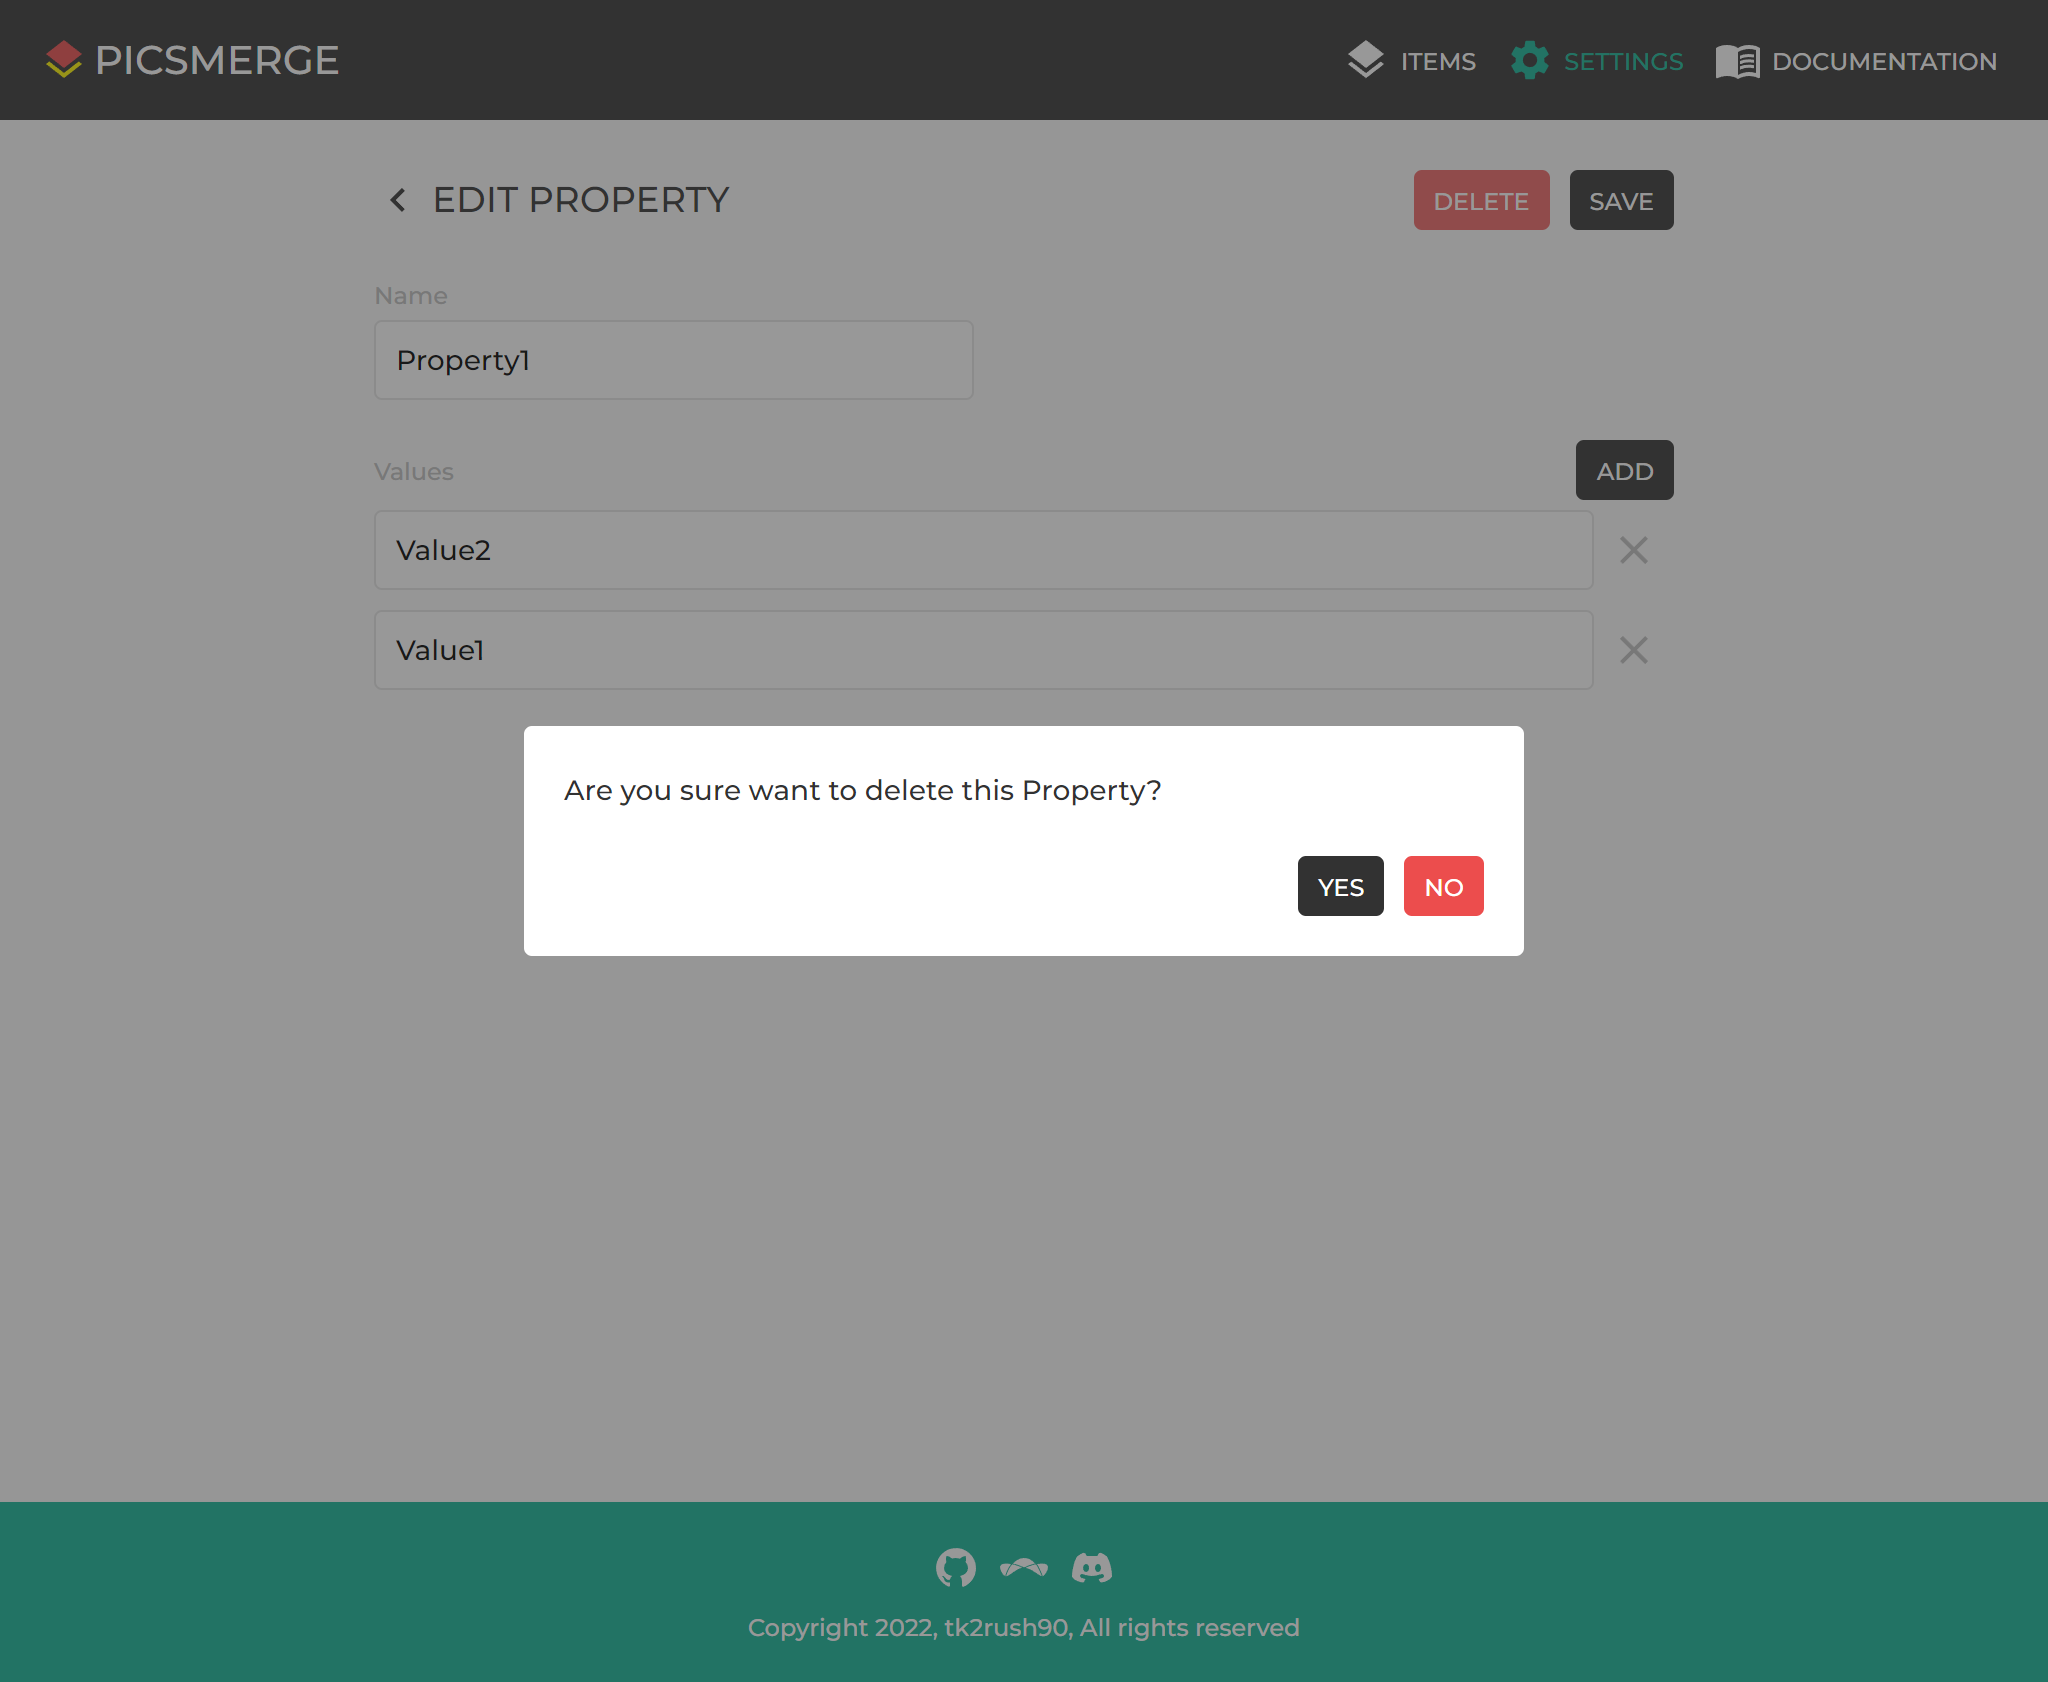 PICSMERGE
ITEMS
SETTINGS
DOCUMENTATION
EDIT PROPERTY
DELETE
SAVE
Name
Property1
Values
ADD
Value2
Value1
Are you sure want to delete this Property?
YES
NO
Copyright 2022, tk2rush90, All rights reserved